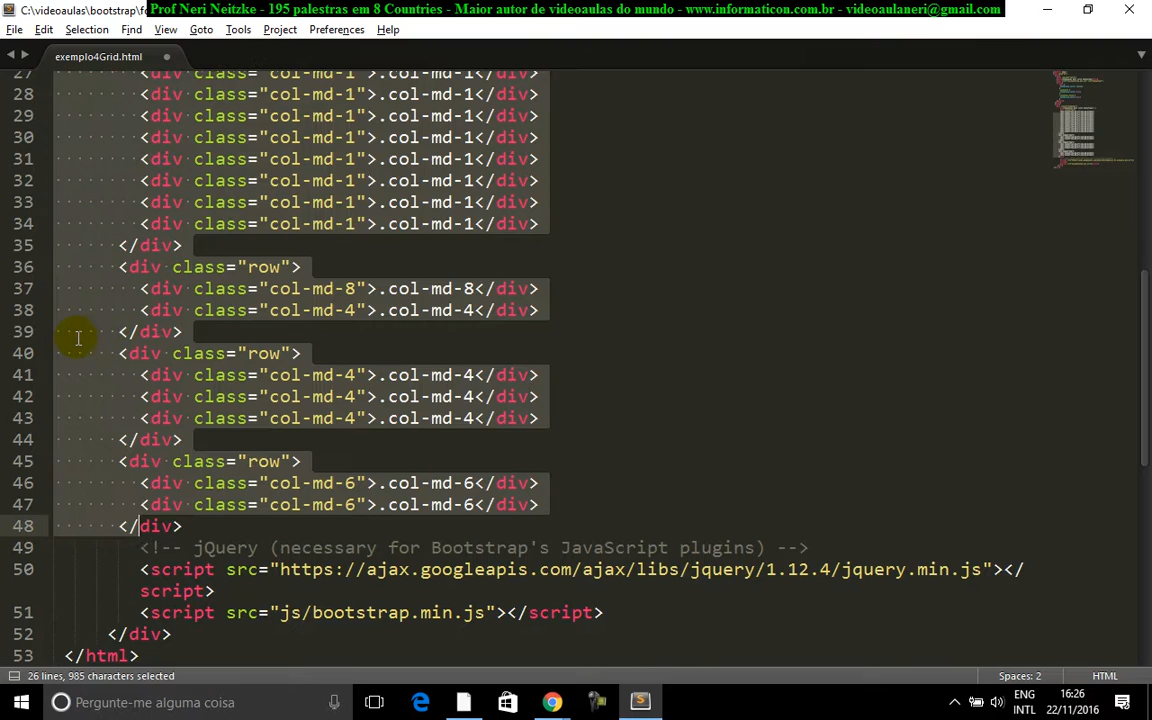 C:\videoaulas\bootstrap\fo
Prof Neri Neitzke - 195 palestras em 8 Countries - Maior autor de videoaulas do mundo - www.informaticon.com.br - videoaulaneri@gmail.com
File Edit Selection Find View Goto Tools Project Preferences Help
exemplo4Grid.html
27 <div class="col-md-1">.col-md-1</div>
28 <div class="col-md-1">.col-md-1</div>
29 <div class="col-md-1">.col-md-1</div>
30 <div class="col-md-1">.col-md-1</div>
31 <div class="col-md-1">.col-md-1</div>
32 <div class="col-md-1">.col-md-1</div>
33 <div class="col-md-1">.col-md-1</div>
34 <div class="col-md-1">.col-md-1</div>
35 </div>
36 <div class="row">
37 <div class="col-md-8">.col-md-8</div>
38 <div class="col-md-4">.col-md-4</div>
39 </div>
40 <div class="row">
41 <div class="col-md-4">.col-md-4</div>
42 <div class="col-md-4">.col-md-4</div>
43 <div class="col-md-4">.col-md-4</div>
44 </div>
45 <div class="row">
46 <div class="col-md-6">.col-md-6</div>
47 <div class="col-md-6">.col-md-6</div>
48 </div>
49 <!-- jQuery (necessary for Bootstrap's JavaScript plugins) -->
50 <script src="https://ajax.googleapis.com/ajax/libs/jquery/1.12.4/jquery.min.js"></
script>
51 <script src="js/bootstrap.min.js"></script>
52 </div>
53 </html>
26 lines, 985 characters selected Spaces: 2 HTML
Pergunte-me alguma coisa
ENG 16:26
INTL 22/11/2016